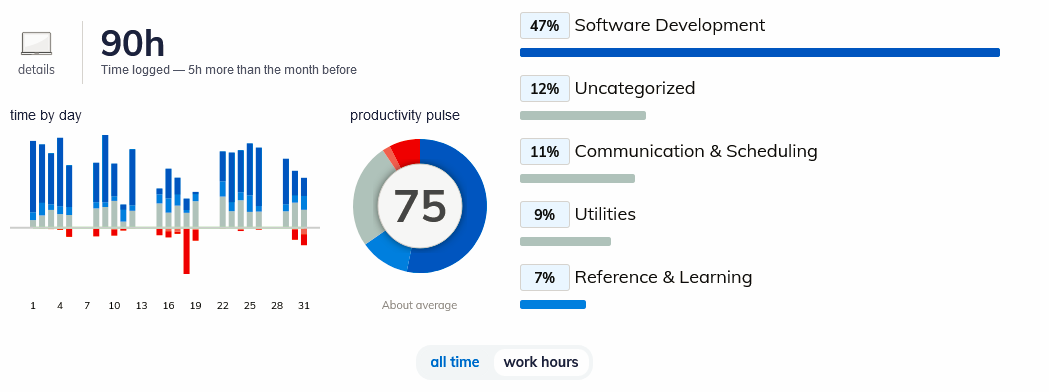 90h
details
Time logged — 5h more than the month before
time by day
productivity pulse
75
1 4 7 10 13 16 19 22 25 28 31
About average
47% Software Development
12% Uncategorized
11% Communication & Scheduling
9% Utilities
7% Reference & Learning
all time work hours